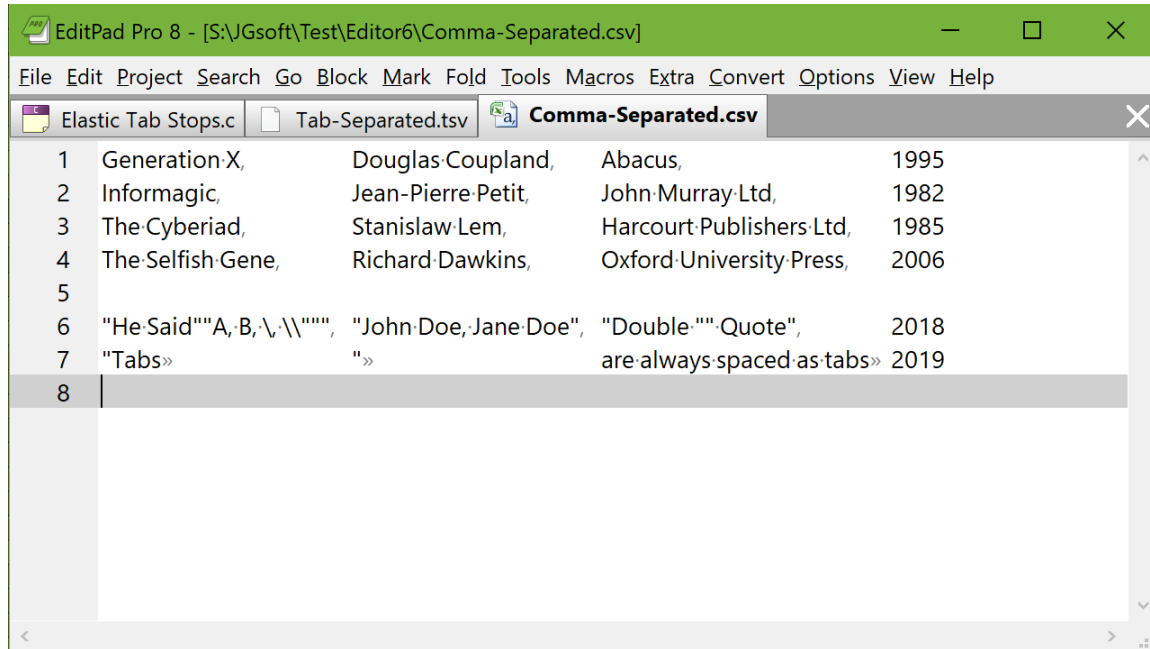 EditPad Pro 8 - [S:\JGsoft\Test\Editor6\Comma-Separated.csv]
File Edit Project Search Go Block Mark Fold Tools Macros Extra Convert Options View Help
Elastic Tab Stops.c Tab-Separated.tsv Comma-Separated.csv
1 Generation·X, Douglas·Coupland, Abacus, 1995
2 Informagic, Jean-Pierre·Petit, John·Murray·Ltd, 1982
3 The·Cyberiad, Stanislaw·Lem, Harcourt·Publishers·Ltd, 1985
4 The·Selfish·Gene, Richard·Dawkins, Oxford·University·Press, 2006
5
6 "He·Said""A,·B,·\,·\\""", "John·Doe,·Jane·Doe", "Double·""·Quote", 2018
7 "Tabs» "» are·always·spaced·as·tabs» 2019
8